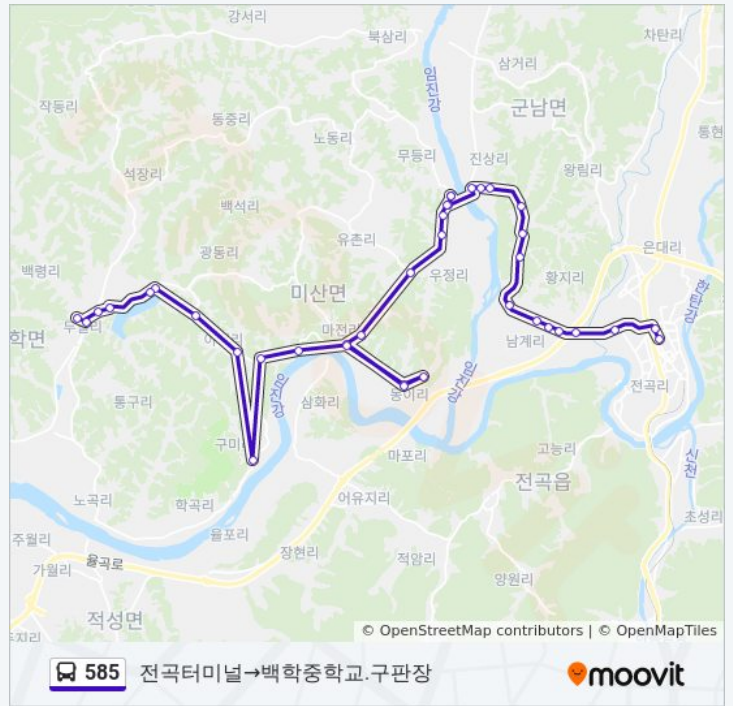 강서리
북삼리
차탄리
삼거리
임진강
작동리
군남면
동중리
통현
노동리
무등리
진상리
왕림리
석장리
백석리
유촌리
은대리
광동리
백령리
우정리
황지리
한탄강
미산면
학면
마전리
남계리
동이리
전곡리
통구리
임진강
삼화리
구미리
고능리
마포리
신천
전곡읍
어유지리
노곡리
학곡리
초성리
율포리
주월리
장현리
율곡로
적암리
가월리
양원리
적성면
© OpenStreetMap contributors | © OpenMapTiles
585 전곡터미널→백학중학교.구판장
moovit